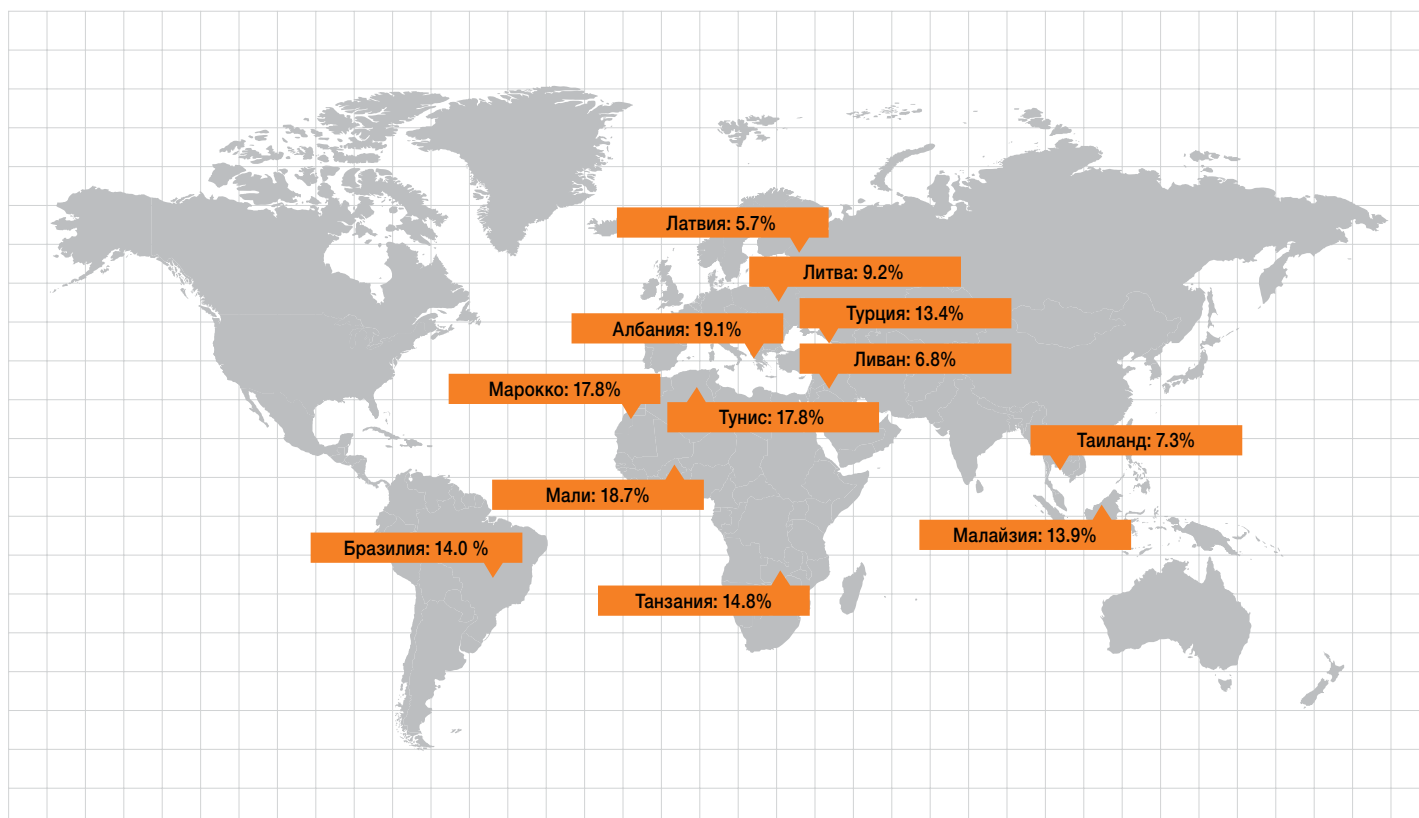 Латвия: 5.7%
Литва: 9.2%
Турция: 13.4%
Албания: 19.1%
Ливан: 6.8%
Марокко: 17.8%
Тунис: 17.8%
Таиланд: 7.3%
Мали: 18.7%
Малайзия: 13.9%
Бразилия: 14.0 %
Танзания: 14.8%